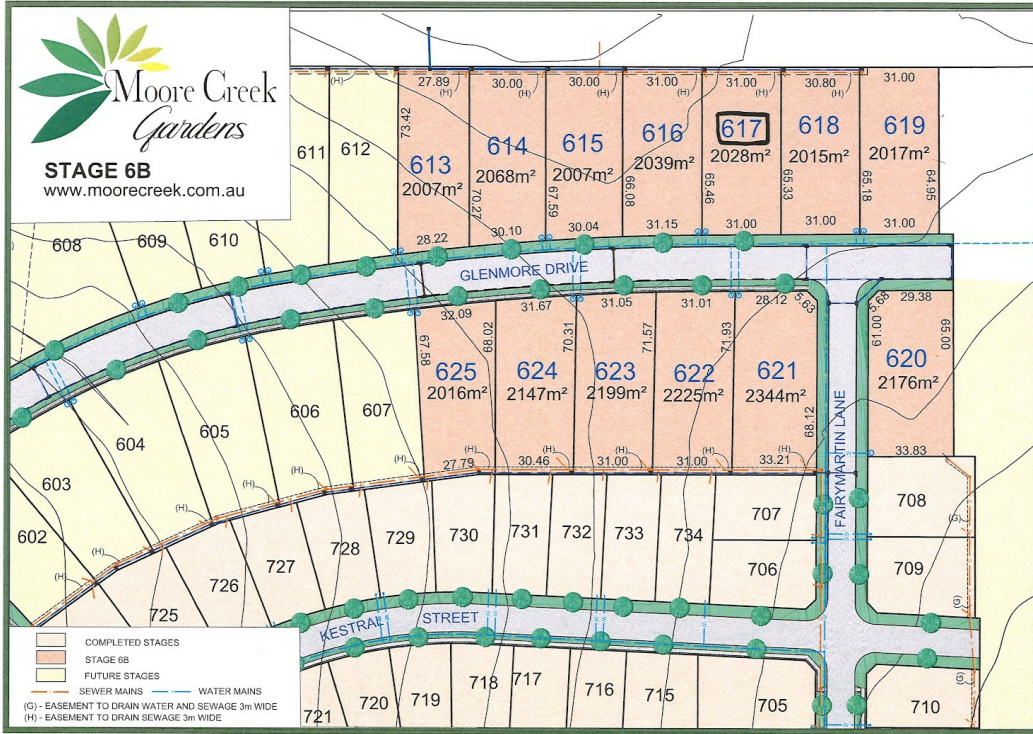 Moore Creek
Gardens
STAGE 6B
www.moorecreek.com.au
(H)
27.89
30.00
(H)
30.00
(H)
31.00
(H)
31.00
(H)
30.80
(H)
31.00
611
612
73.42
613
2007m²
614
2068m²
615
2007m²
616
2039m²
617
2028m²
618
2015m²
619
2017m²
70.27
67.59
66.08
65.46
65.33
65.18
64.95
28.22
30.10
30.04
31.15
31.00
31.00
31.00
608
609
610
GLENMORE DRIVE
32.09
31.67
31.05
31.01
28.12
5.63
5.68
29.38
67.58
68.02
70.31
71.57
71.93
68.12
61.00
65.00
625
2016m²
624
2147m²
623
2199m²
622
2225m²
621
2344m²
620
2176m²
27.79
30.46
31.00
31.00
33.21
33.83
(H)
(H)
(H)
(H)
(H)
(H)
(H)
(H)
(H)
(H)
FAIRYMARTIN LANE
602
603
604
605
606
607
725
726
727
728
729
730
731
732
733
734
707
706
708
709
(G)
(G)
(G)
KESTRAL STREET
721
720
719
718
717
716
715
705
710
COMPLETED STAGES
STAGE 6B
FUTURE STAGES
SEWER MAINS
WATER MAINS
(G) - EASEMENT TO DRAIN WATER AND SEWAGE 3m WIDE
(H) - EASEMENT TO DRAIN SEWAGE 3m WIDE